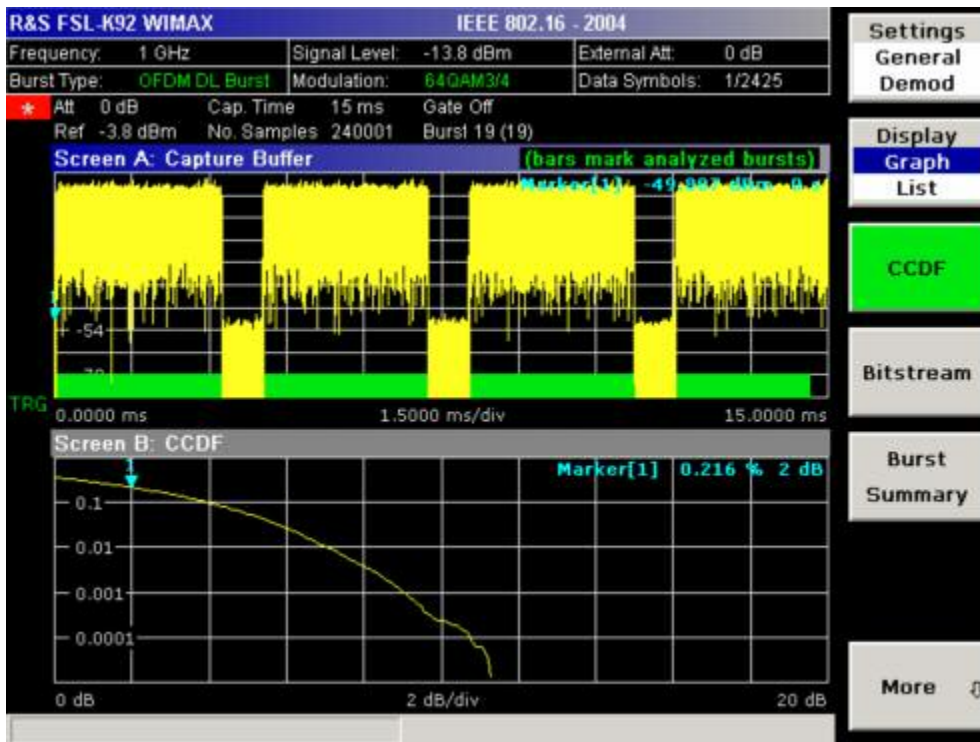 R&S FSL-K92 WIMAX IEEE 802.16 - 2004
Frequency: 1 GHz Signal Level: -13.8 dBm External Att: 0 dB
Burst Type: OFDM DL Burst Modulation: 64QAM3/4 Data Symbols: 1/2425
* Att 0 dB Cap. Time 15 ms Gate Off
Ref -3.8 dBm No. Samples 240001 Burst 19 (19)
Screen A: Capture Buffer (bars mark analyzed bursts)
Marker[1] dBm 0 s
1
-54
TRG
0.0000 ms 1.5000 ms/div 15.0000 ms
Screen B: CCDF
1 Marker[1] 0.216 % 2 dB
0.1
0.01
0.001
0.0001
0 dB 2 dB/div 20 dB
Settings
General
Demod
Display
Graph
List
CCDF
Bitstream
Burst
Summary
More